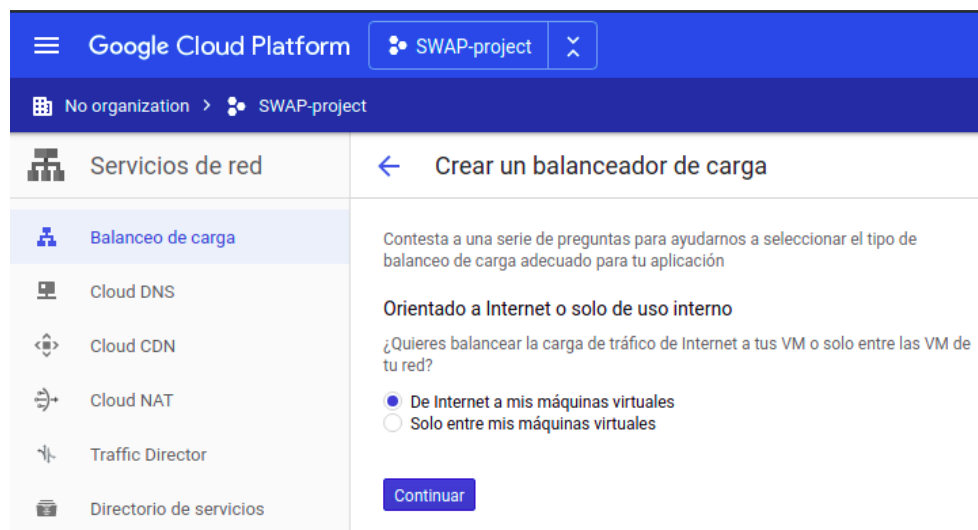 Google Cloud Platform SWAP-project
No organization > SWAP-project
Servicios de red
Balanceo de carga
Cloud DNS
Cloud CDN
Cloud NAT
Traffic Director
Directorio de servicios
Crear un balanceador de carga
Contesta a una serie de preguntas para ayudarnos a seleccionar el tipo de
balanceo de carga adecuado para tu aplicación
Orientado a Internet o solo de uso interno
¿Quieres balancear la carga de tráfico de Internet a tus VM o solo entre las VM de
tu red?
De Internet a mis máquinas virtuales
Solo entre mis máquinas virtuales
Continuar